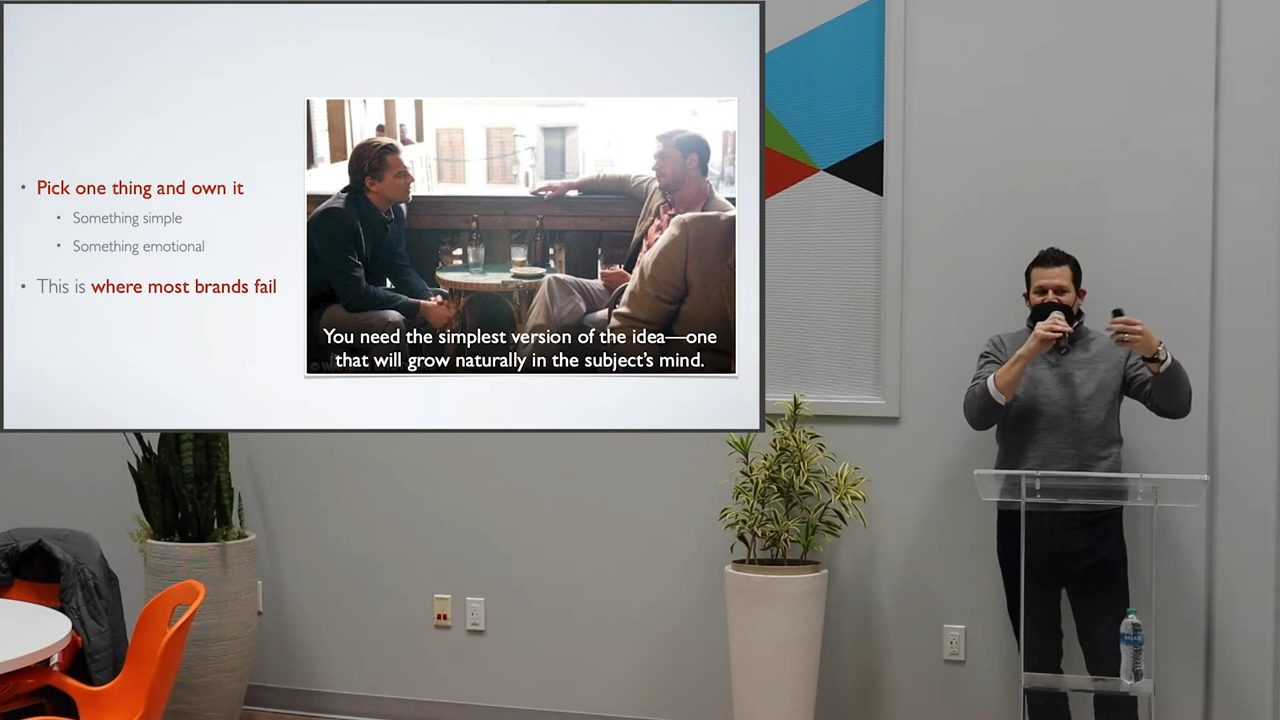 • Pick one thing and own it
• Something simple
• Something emotional
• This is where most brands fail
You need the simplest version of the idea—one
that will grow naturally in the subject's mind.